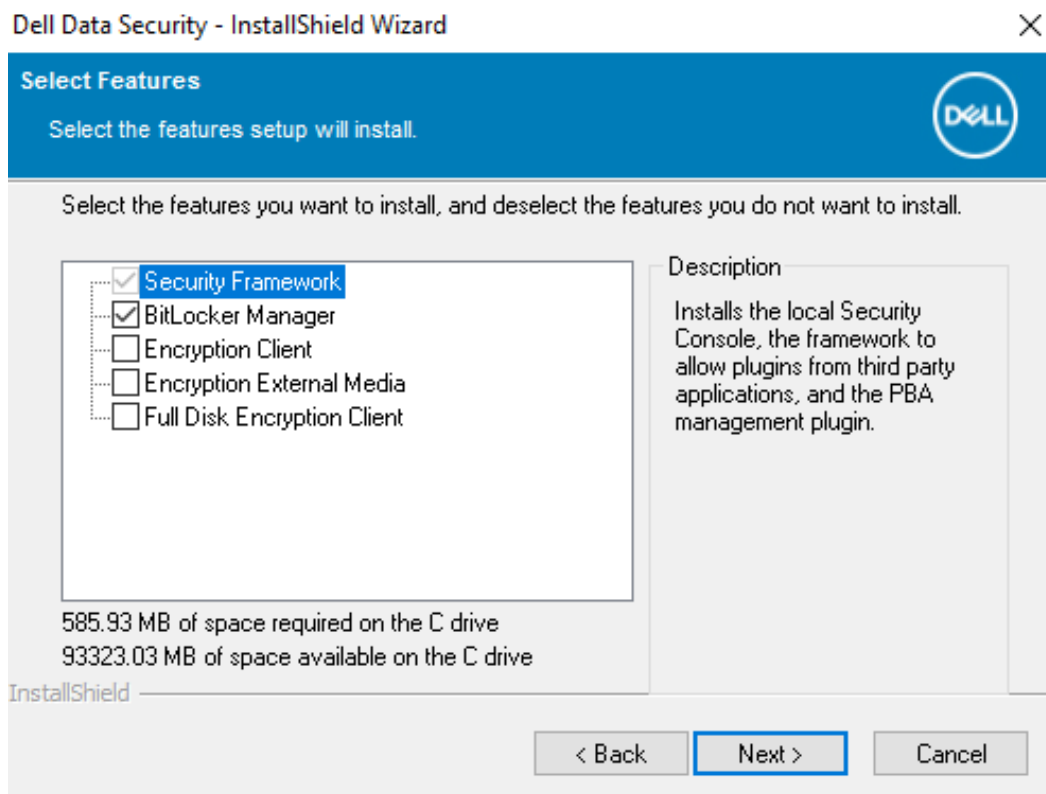 Dell Data Security - InstallShield Wizard
Select Features
Select the features setup will install.
DELL
Select the features you want to install, and deselect the features you do not want to install.
Security Framework
BitLocker Manager
Encryption Client
Encryption External Media
Full Disk Encryption Client
Description
Installs the local Security
Console, the framework to
allow plugins from third party
applications, and the PBA
management plugin.
585.93 MB of space required on the C drive
93323.03 MB of space available on the C drive
InstallShield
< Back
Next >
Cancel